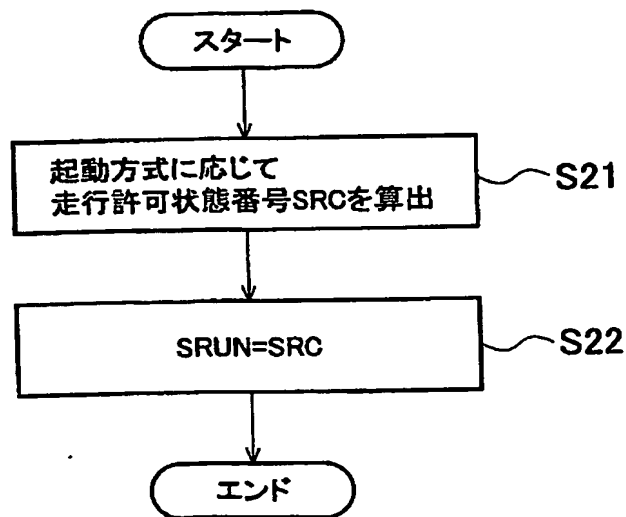 スタート
起動方式に応じて
走行許可状態番号SRCを算出
S21
SRUN=SRC
S22
エンド